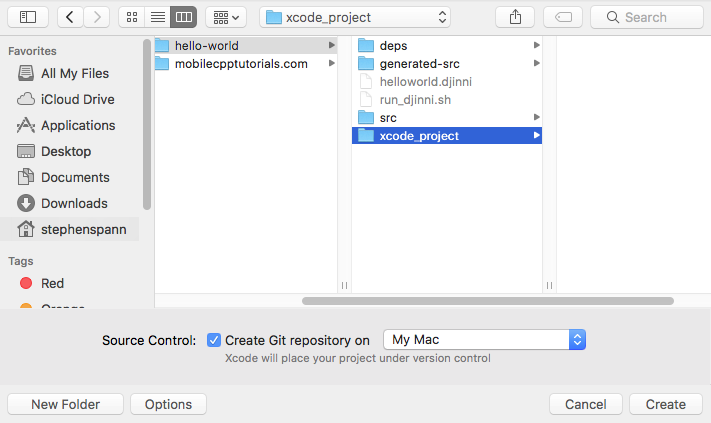 xcode_project
Search
Favorites
All My Files
iCloud Drive
Applications
Desktop
Documents
Downloads
stephenspann
Tags
Red
Orange
hello-world
mobilecpptutorials.com
deps
generated-src
helloworld.djinni
run_djinni.sh
src
xcode_project
Source Control: Create Git repository on My Mac
Xcode will place your project under version control
New Folder Options Cancel Create